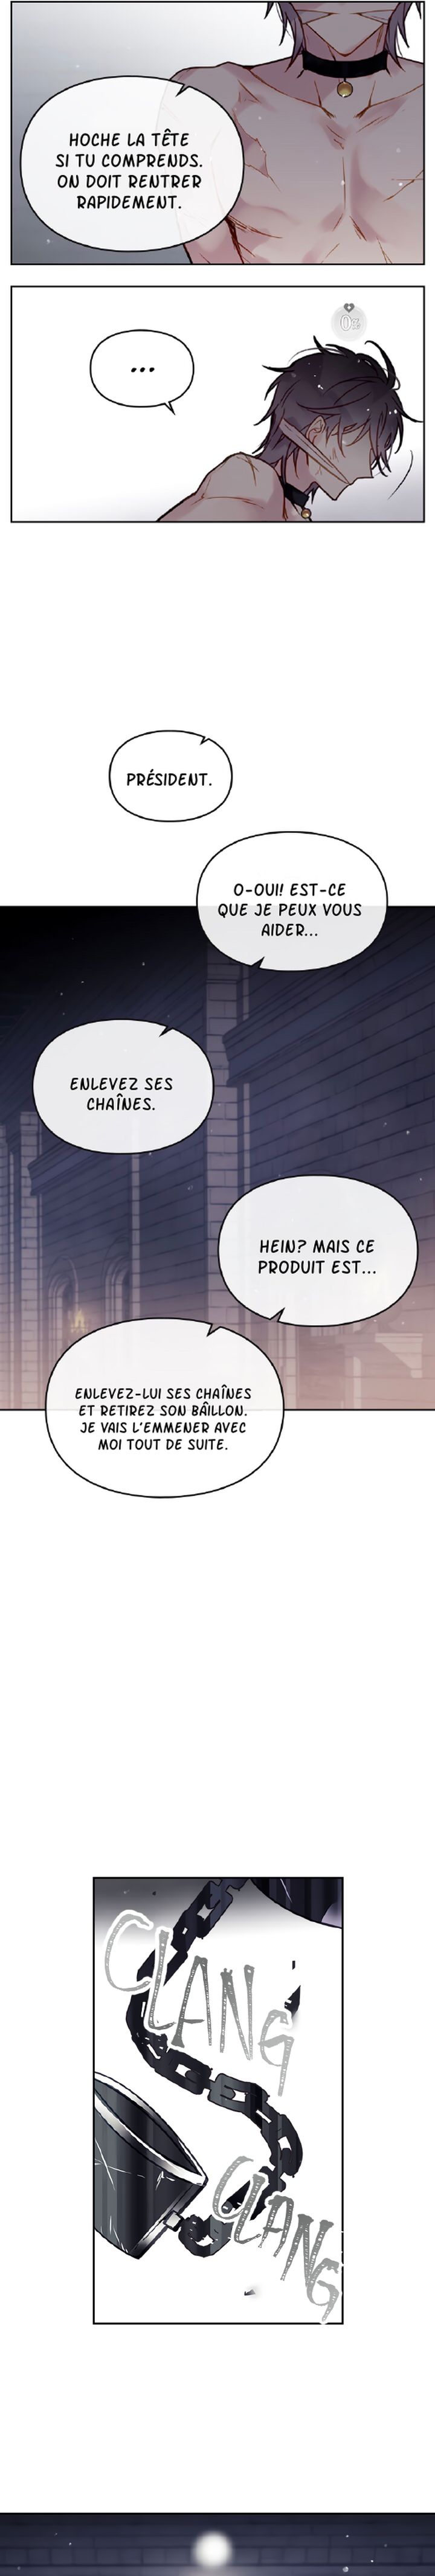 HOCHE LA TÊTE
SI TU COMPRENDS.
ON DOIT RENTRER
RAPIDEMENT.
0%
...
PRÉSIDENT.
O-OUI! EST-CE
QUE JE PEUX VOUS
AIDER...
ENLEVEZ SES
CHAÎNES.
HEIN? MAIS CE
PRODUIT EST...
ENLEVEZ-LUI SES CHAÎNES
ET RETIREZ SON BÂILLON.
JE VAIS L'EMMENER AVEC
MOI TOUT DE SUITE.
CLANG
CLANG